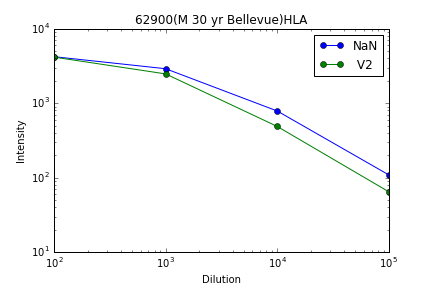 62900(M 30 yr Bellevue)HLA
10^4
10^3
10^2
10^1
Intensity
NaN
V2
10^2 10^3 10^4 10^5
Dilution